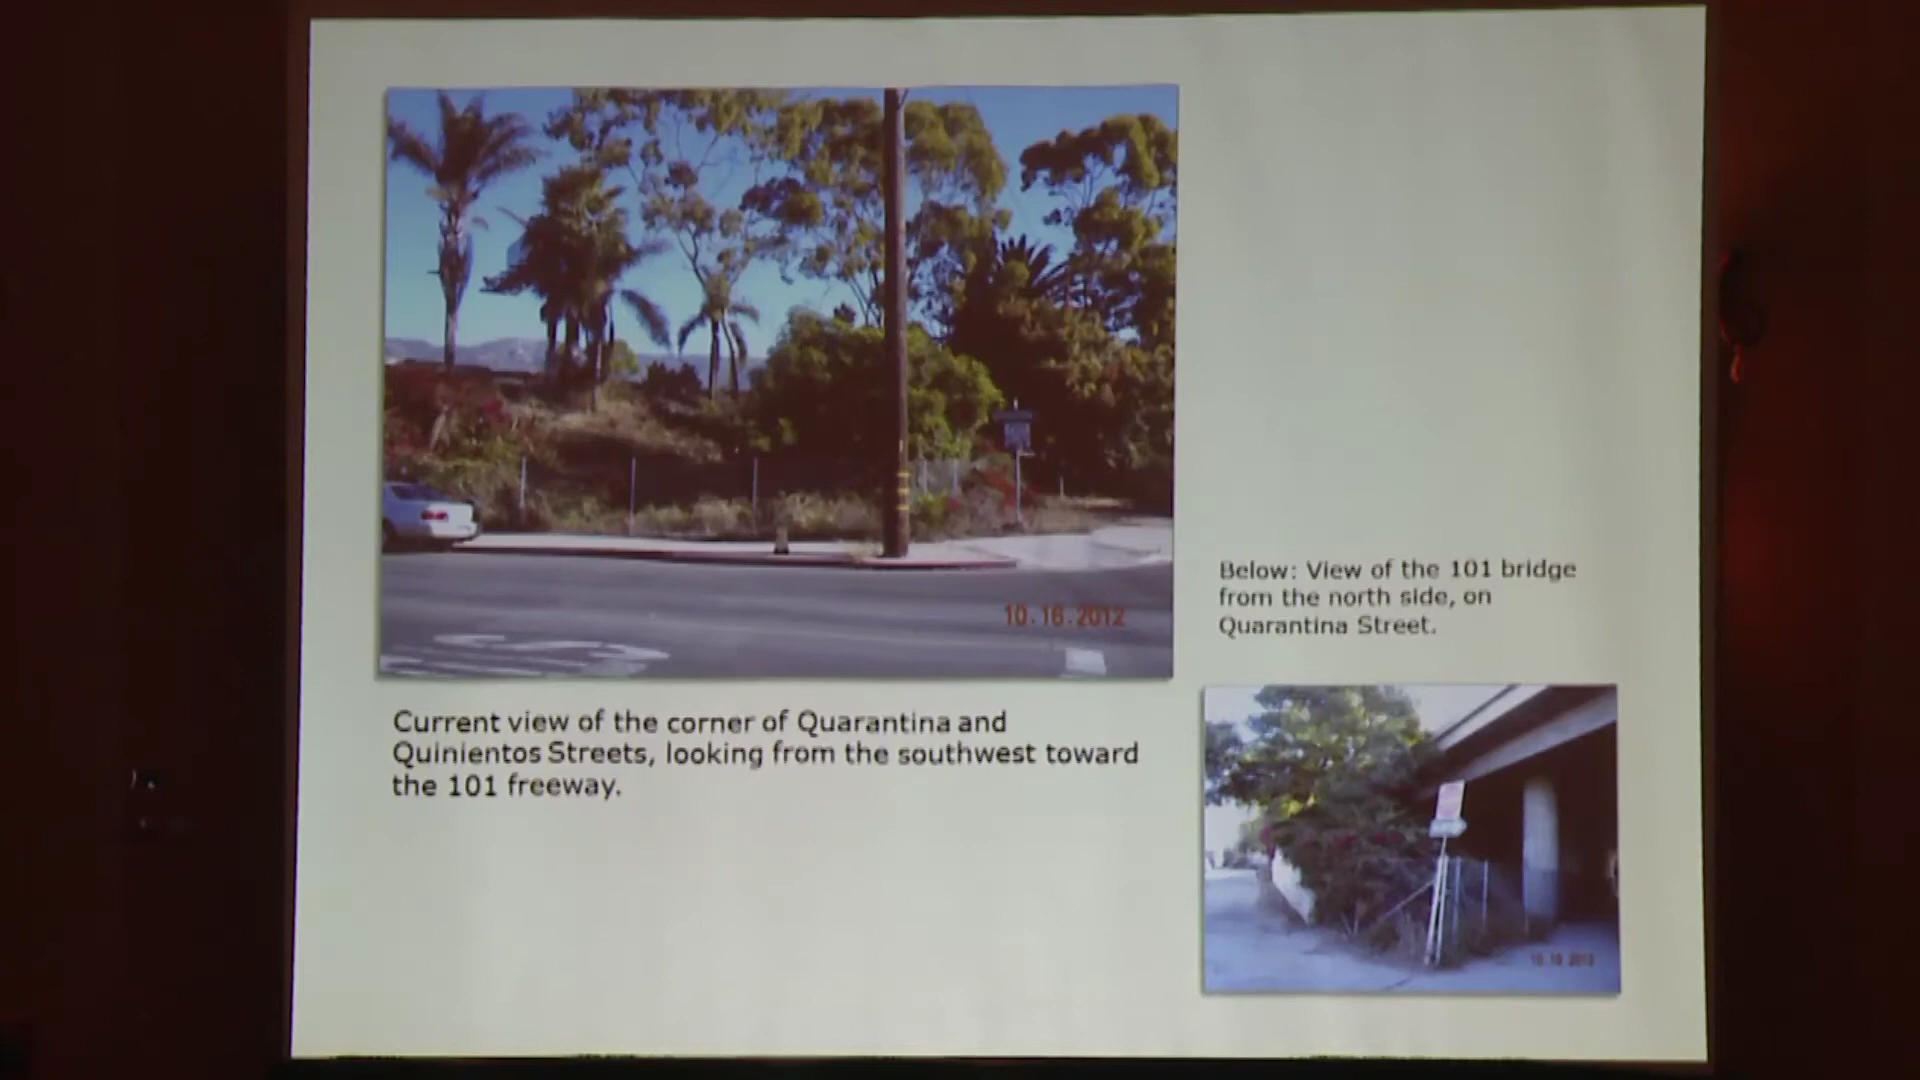 10.16.2012
Current view of the corner of Quarantina and
Quinientos Streets, looking from the southwest toward
the 101 freeway.
Below: View of the 101 bridge
from the north side, on
Quarantina Street.